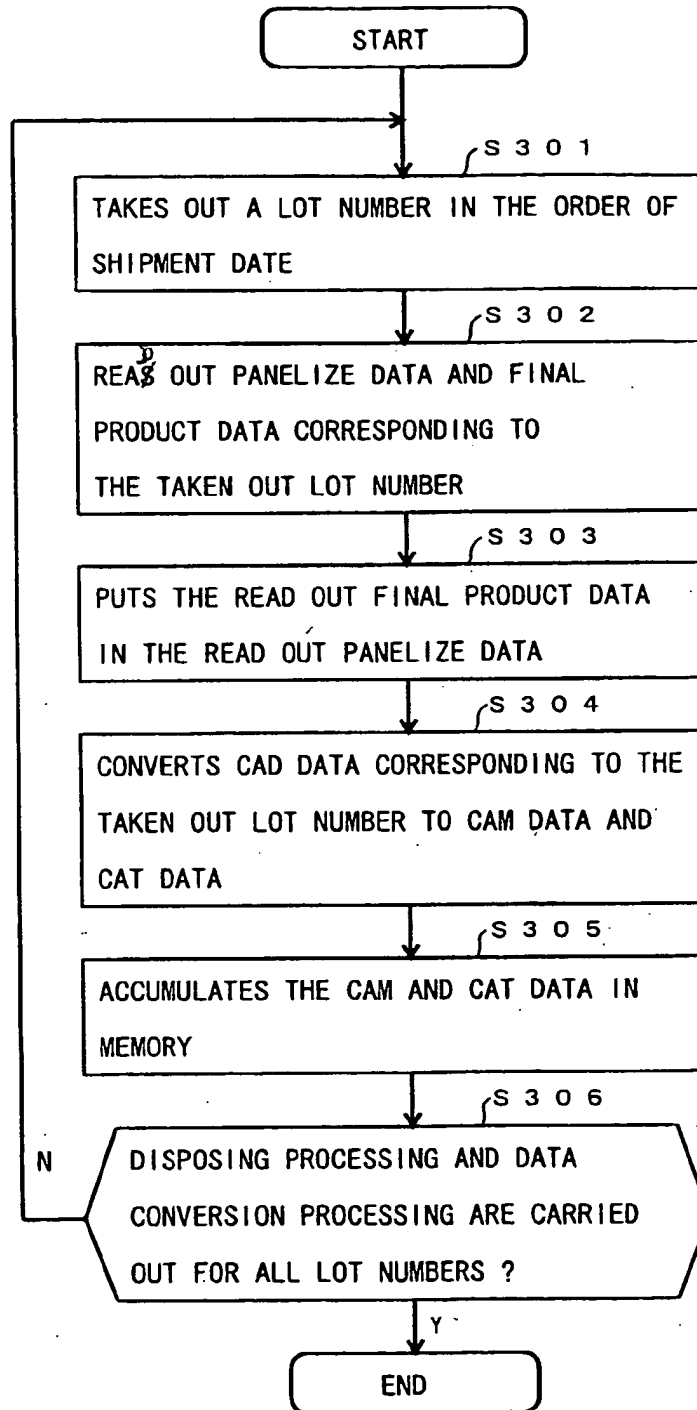 START
S301
TAKES OUT A LOT NUMBER IN THE ORDER OF
SHIPMENT DATE
S302
READ OUT PANELIZE DATA AND FINAL
PRODUCT DATA CORRESPONDING TO
THE TAKEN OUT LOT NUMBER
S303
PUTS THE READ OUT FINAL PRODUCT DATA
IN THE READ OUT PANELIZE DATA
S304
CONVERTS CAD DATA CORRESPONDING TO THE
TAKEN OUT LOT NUMBER TO CAM DATA AND
CAT DATA
S305
ACCUMULATES THE CAM AND CAT DATA IN
MEMORY
S306
N
DISPOSING PROCESSING AND DATA
CONVERSION PROCESSING ARE CARRIED
OUT FOR ALL LOT NUMBERS ?
Y
END